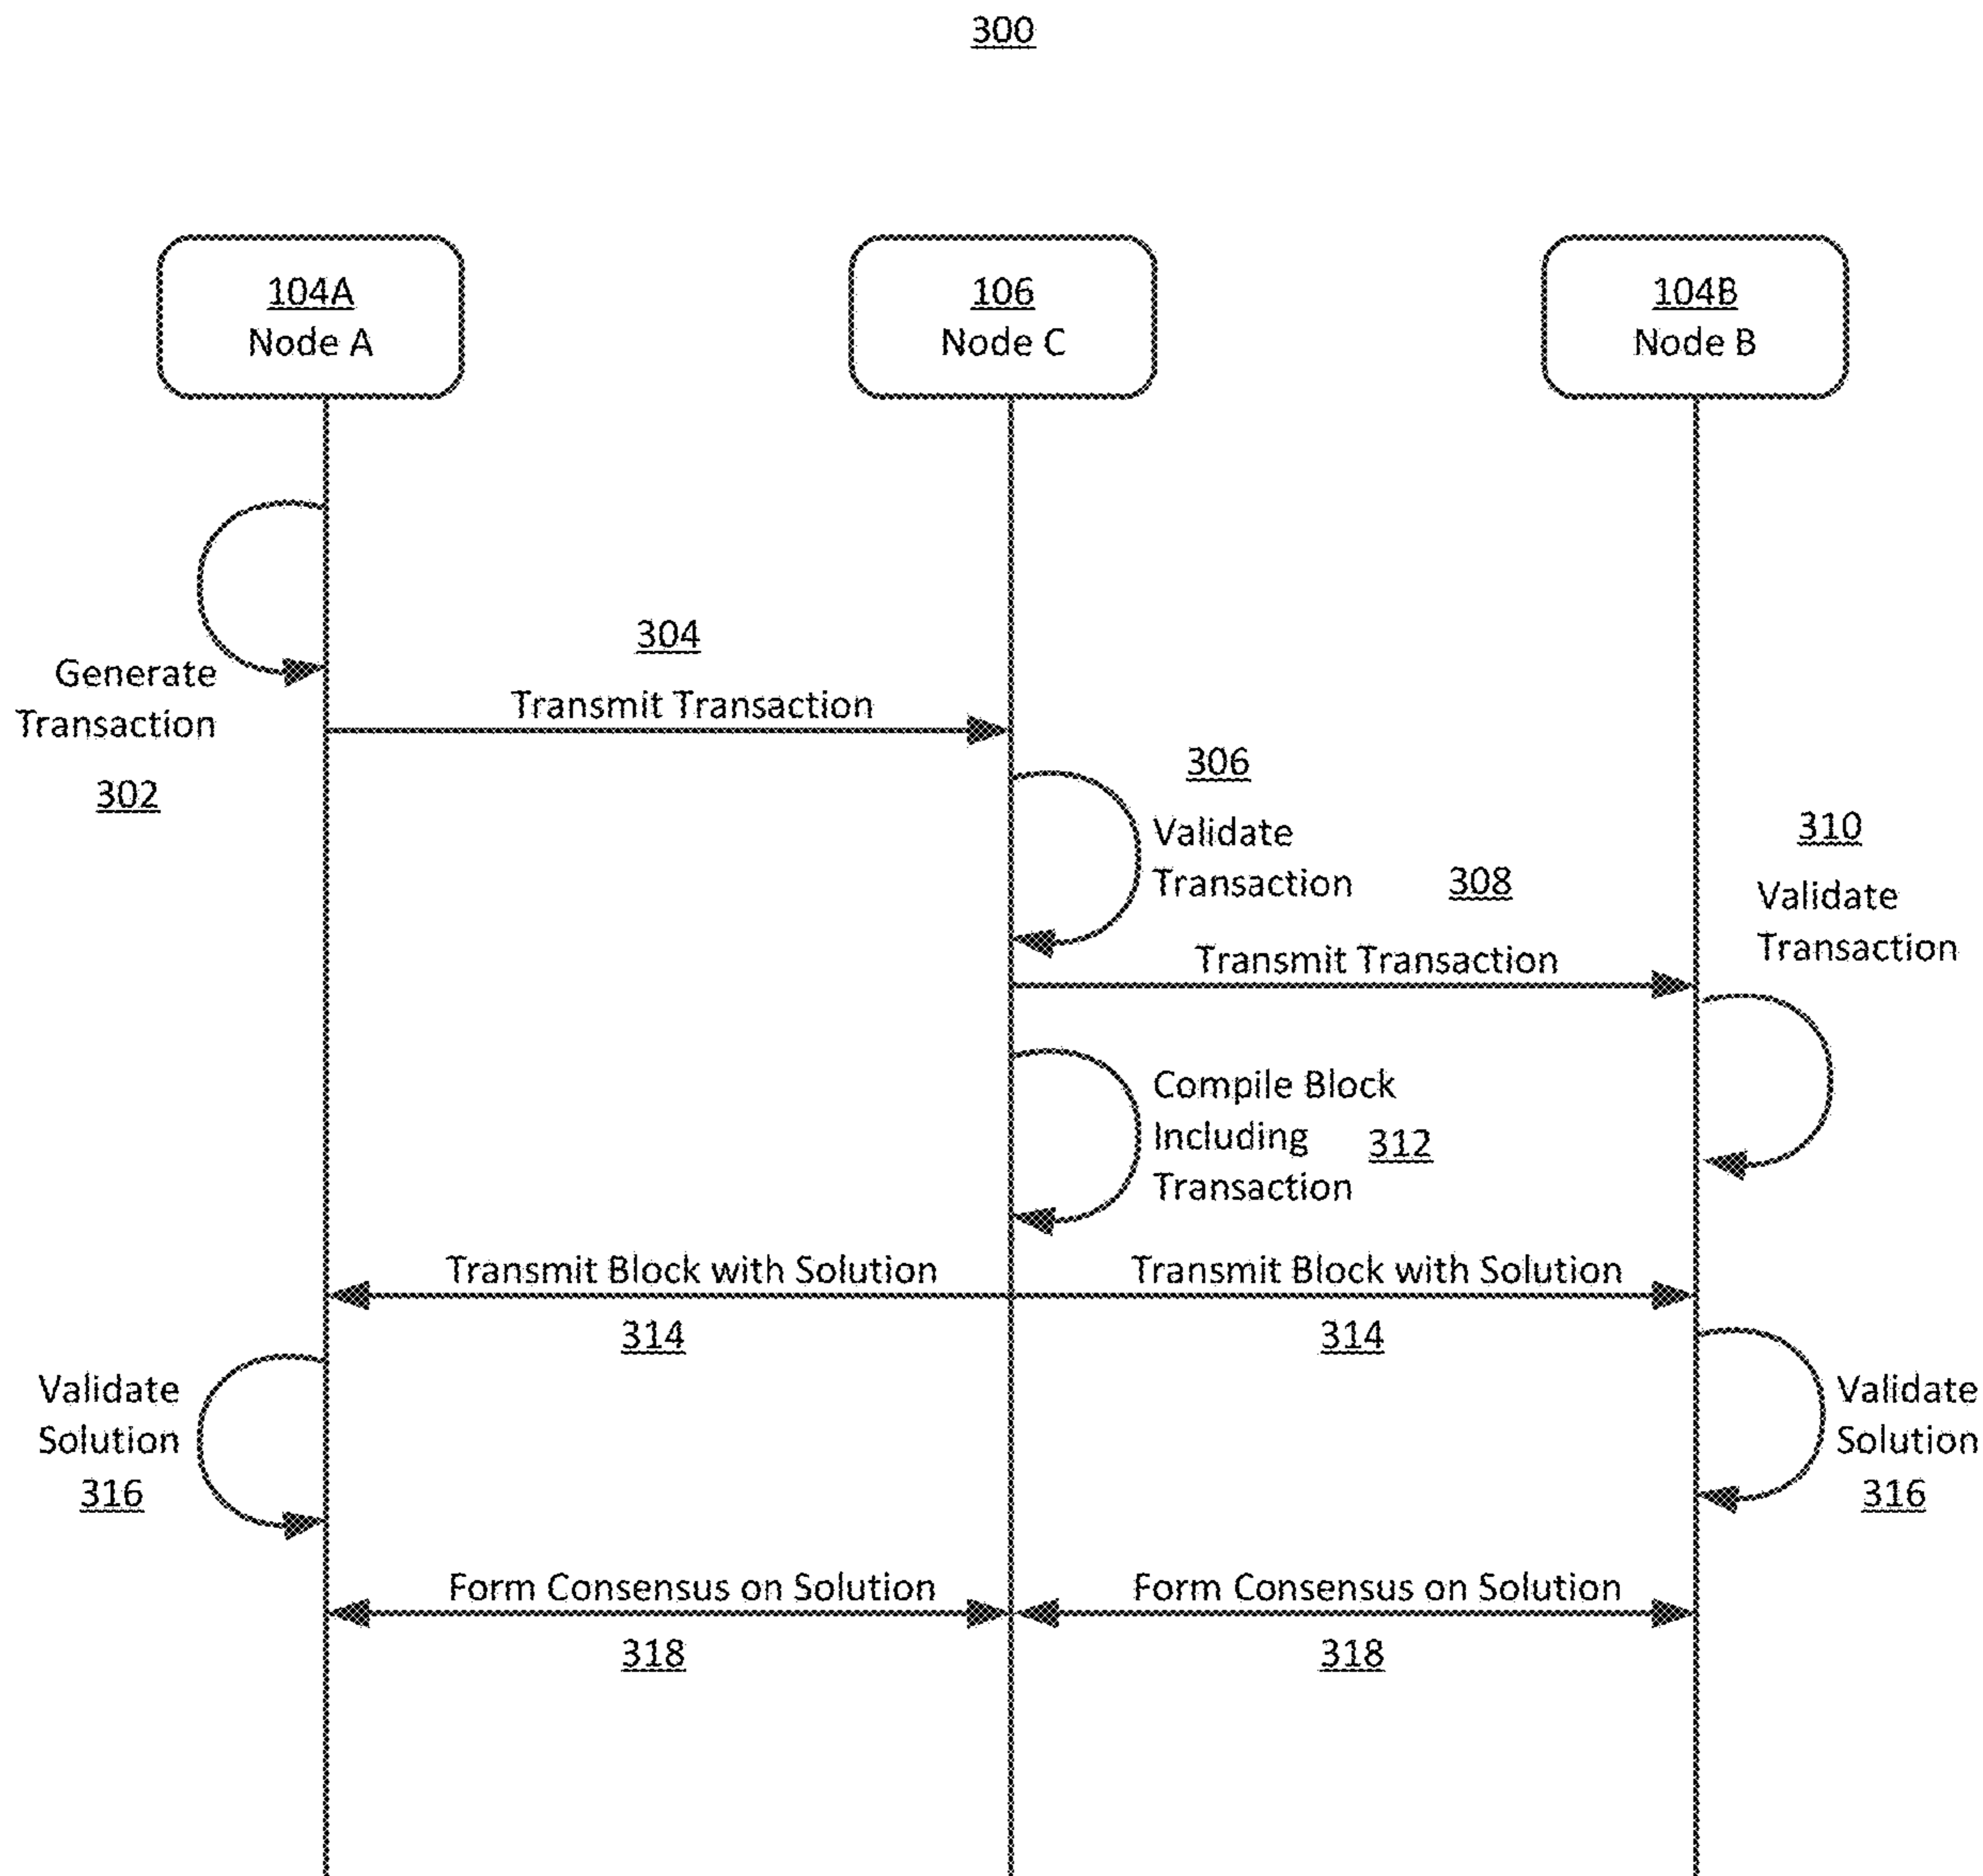 300
104A
Node A
106
Node C
104B
Node B
Generate
Transaction
302
304
Transmit Transaction
306
Validate
Transaction
308
Transmit Transaction
310
Validate
Transaction
Compile Block
Including
Transaction
312
Transmit Block with Solution
314
Transmit Block with Solution
314
Validate
Solution
316
Validate
Solution
316
Form Consensus on Solution
318
Form Consensus on Solution
318